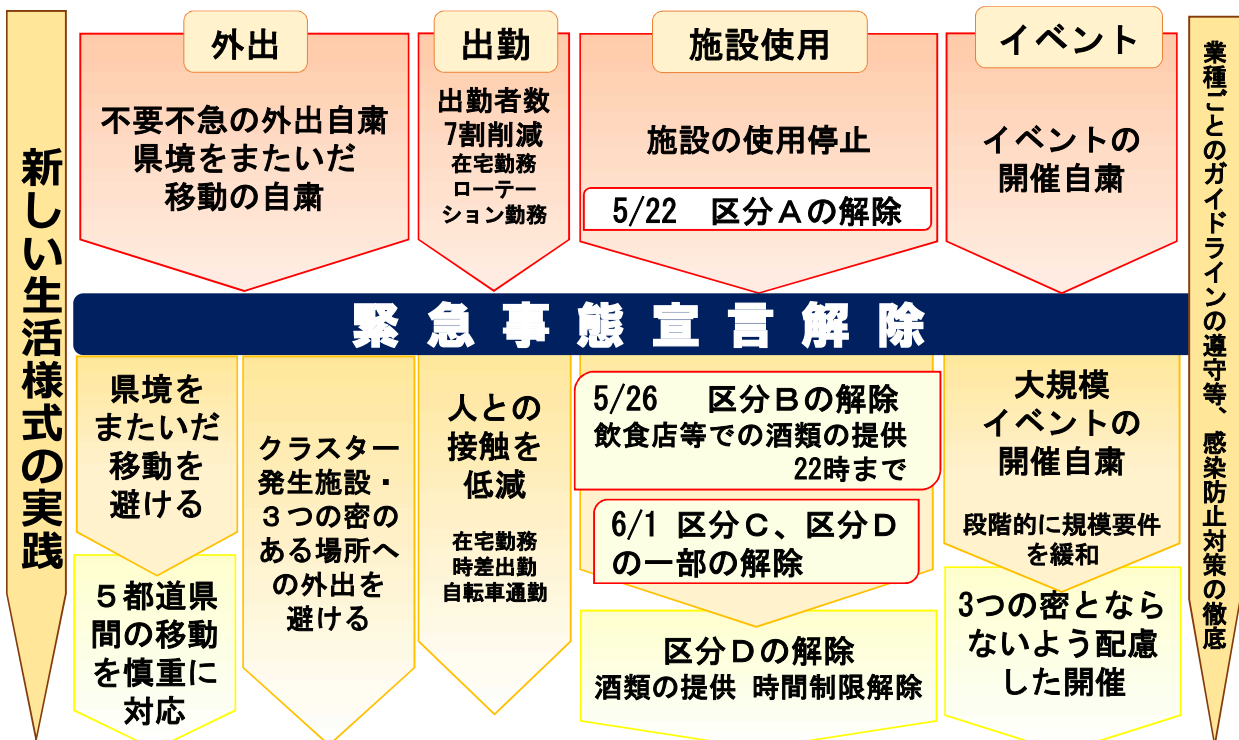 新しい生活様式の実践
外出
不要不急の外出自粛
県境をまたいだ
移動の自粛
出勤
出勤者数
7割削減
在宅勤務
ローテー
ション勤務
施設使用
施設の使用停止
5/22 区分Aの解除
イベント
イベントの
開催自粛
業種ごとのガイドラインの遵守等、感染防止対策の徹底
緊急事態宣言解除
県境を
またいだ
移動を
避ける
5都道県
間の移動
を慎重に
対応
クラスター
発生施設・
3つの密の
ある場所へ
の外出を
避ける
人との
接触を
低減
在宅勤務
時差出勤
自転車通勤
5/26 区分Bの解除
飲食店等での酒類の提供
22時まで
6/1 区分C、区分D
の一部の解除
区分Dの解除
酒類の提供 時間制限解除
大規模
イベントの
開催自粛
段階的に規模要件
を緩和
3つの密となら
ないよう配慮
した開催